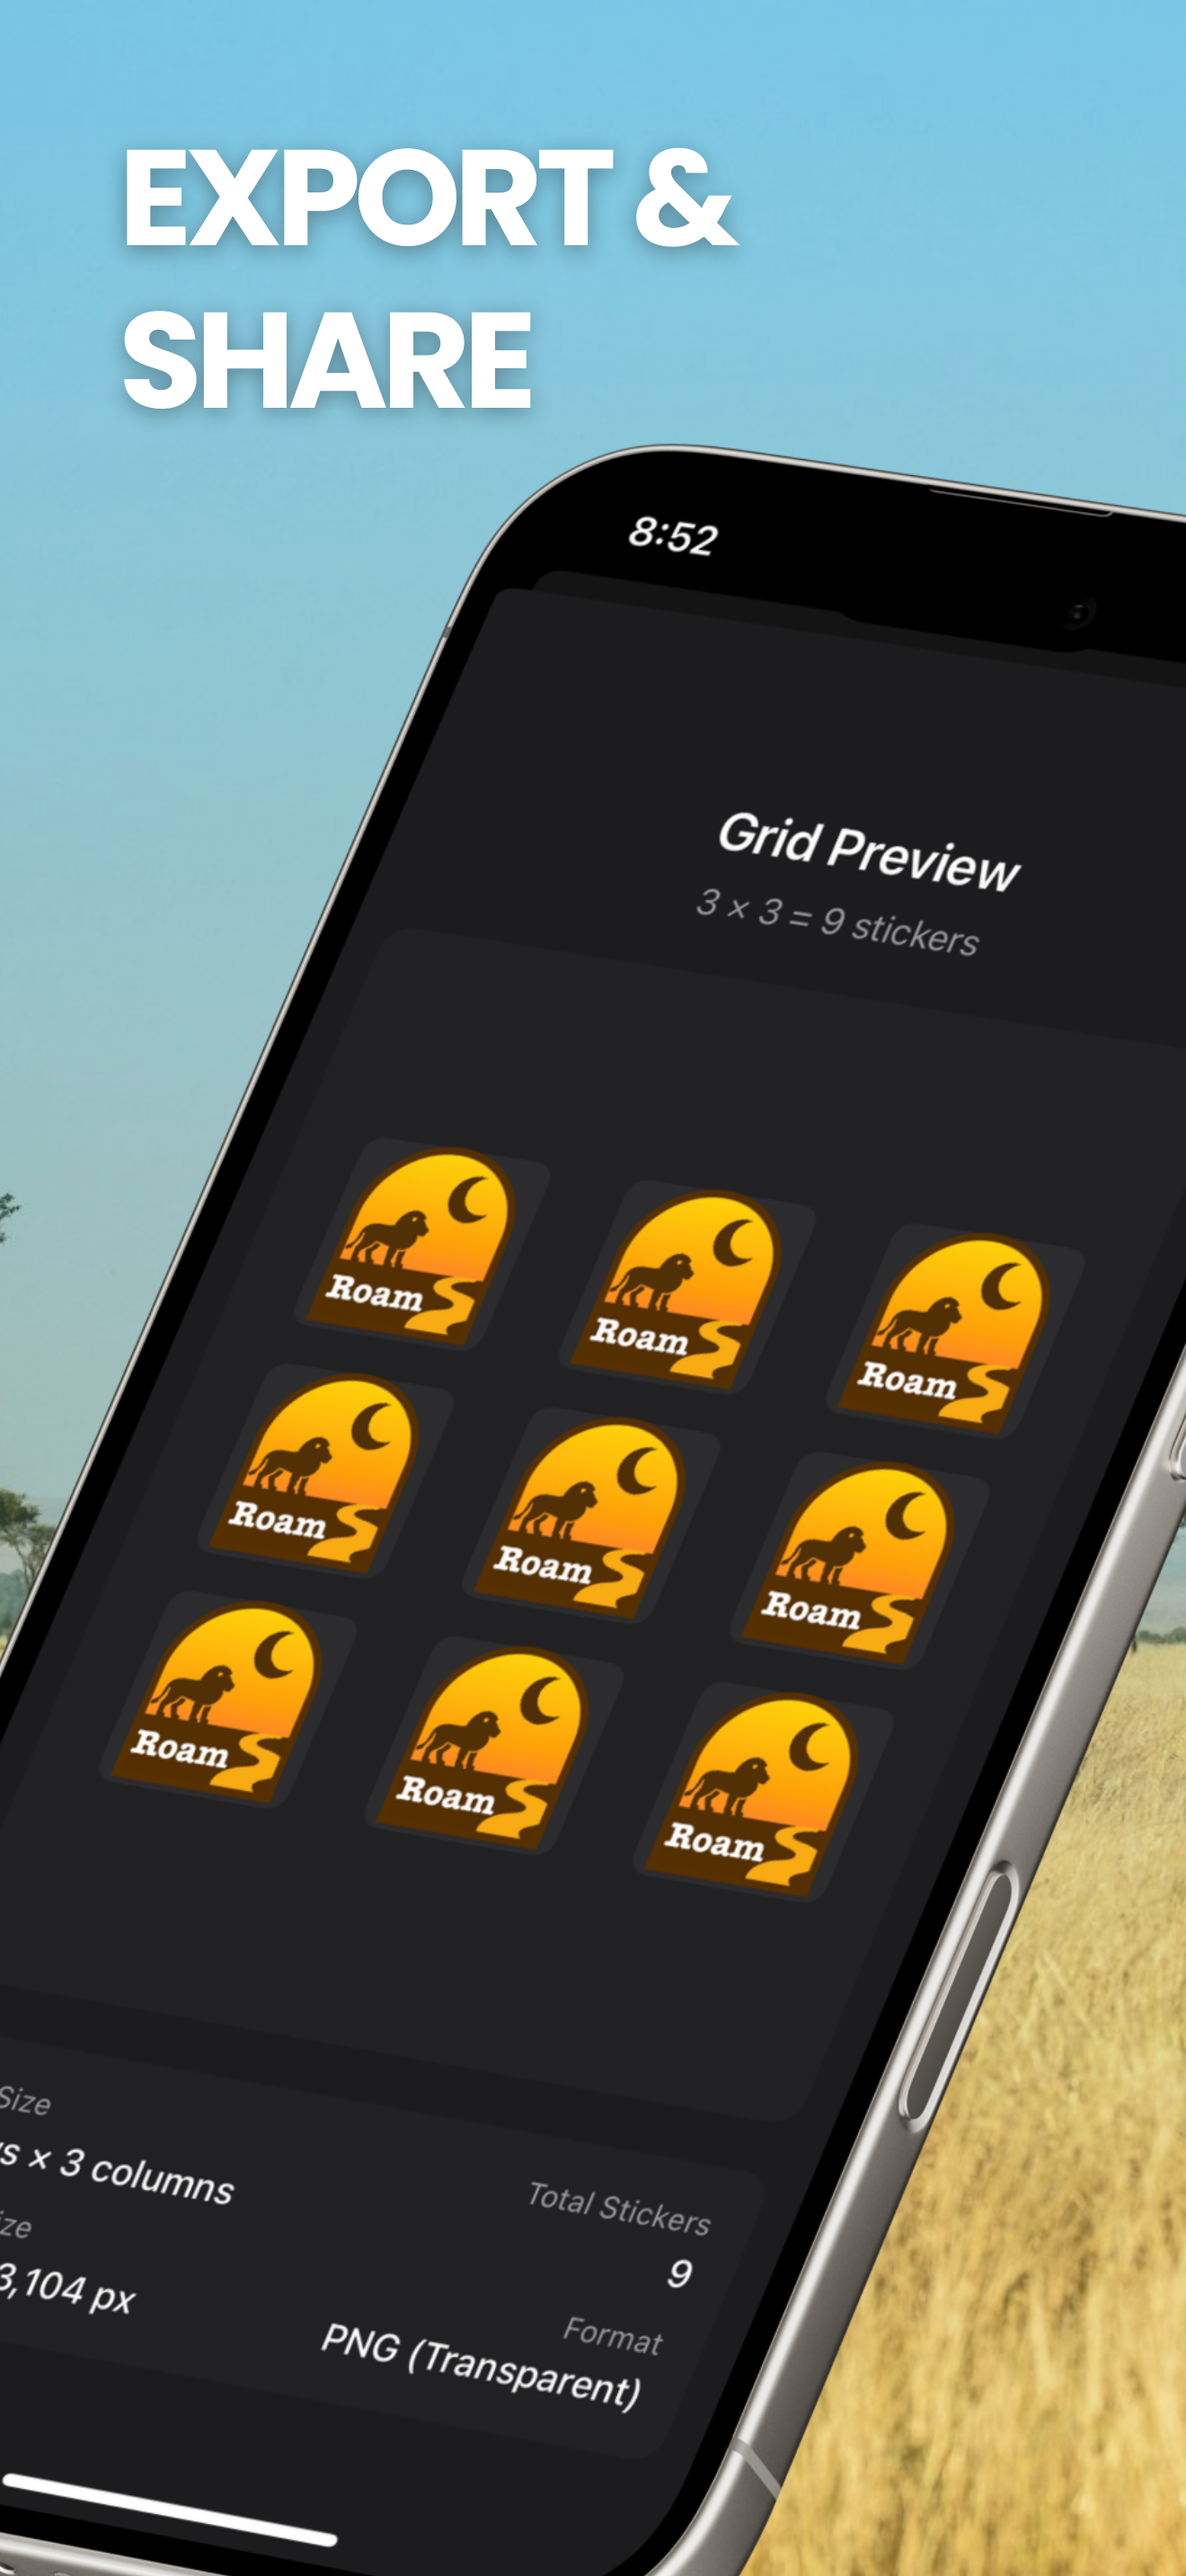 EXPORT &
SHARE
8:52
Grid Preview
3 × 3 = 9 stickers
Roam
Roam
Roam
Roam
Roam
Roam
Roam
Roam
Roam
Size
× 3 columns
Total Stickers
9
3,104 px
Format
PNG (Transparent)